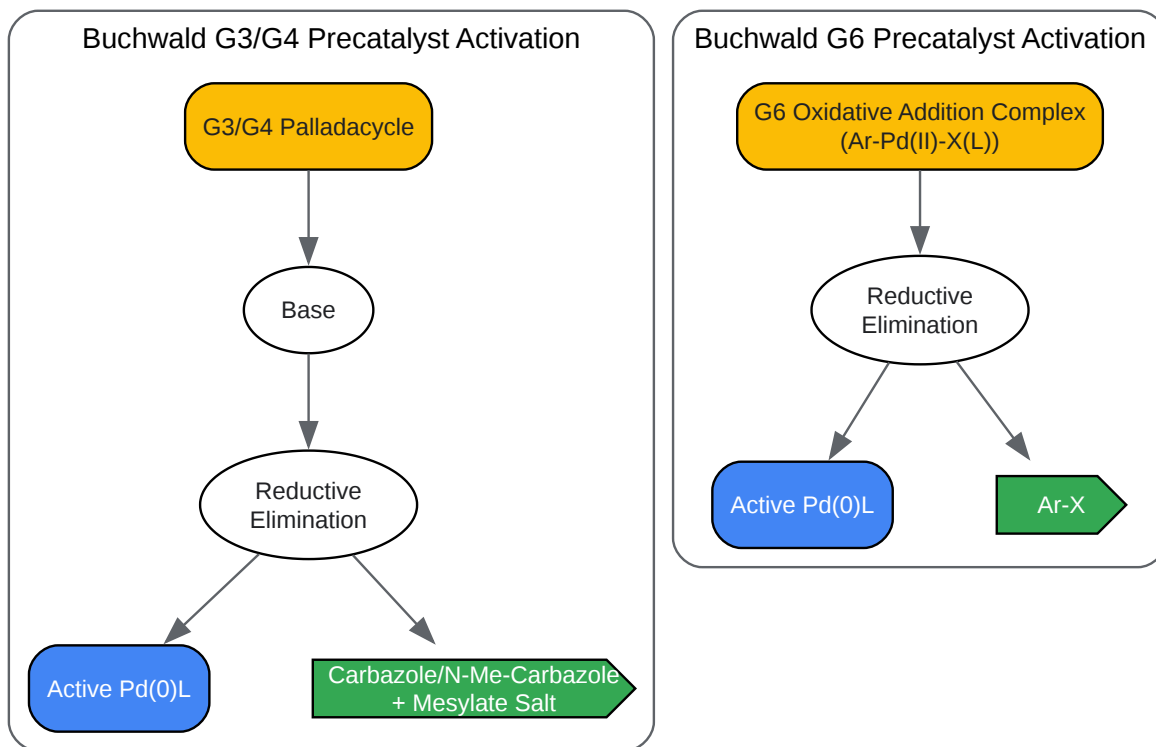 Buchwald G3/G4 Precatalyst Activation
G3/G4 Palladacycle
Base
Reductive
Elimination
Active Pd(0)L
Carbazole/N-Me-Carbazole
+ Mesylate Salt
Buchwald G6 Precatalyst Activation
G6 Oxidative Addition Complex
(Ar-Pd(II)-X(L))
Reductive
Elimination
Active Pd(0)L
Ar-X